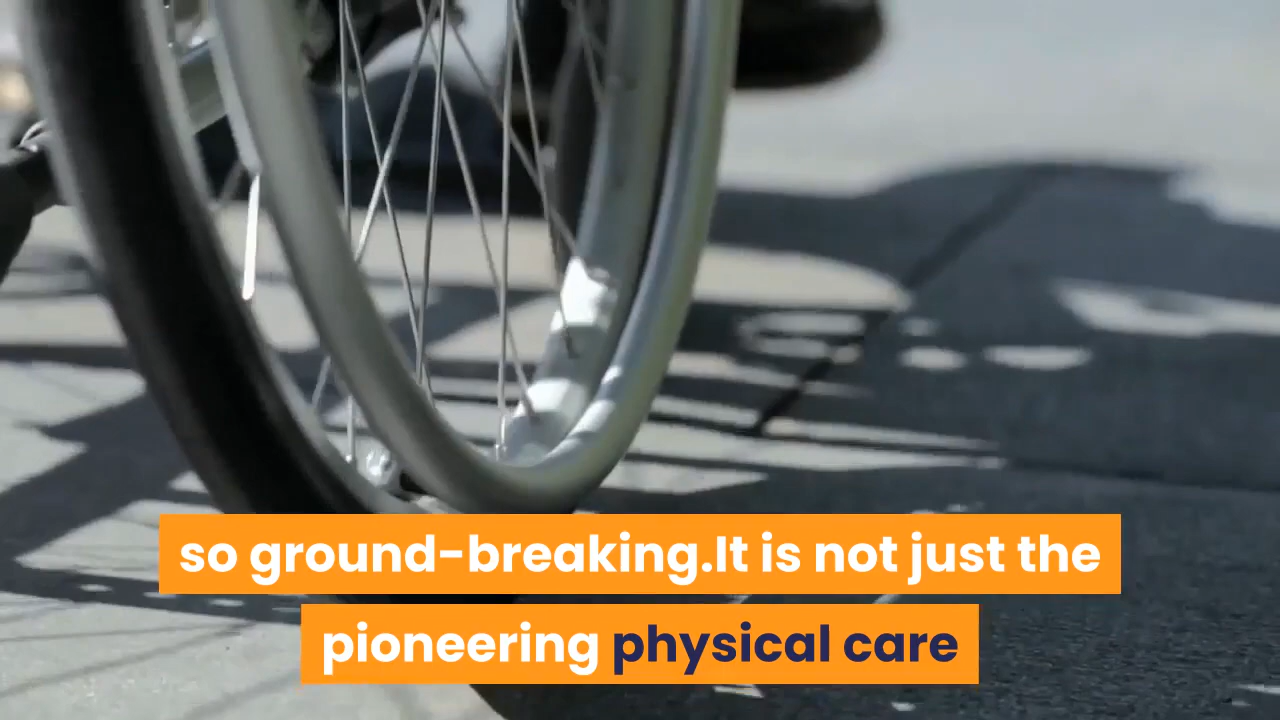 so ground-breaking.It is not just the
pioneering physical care